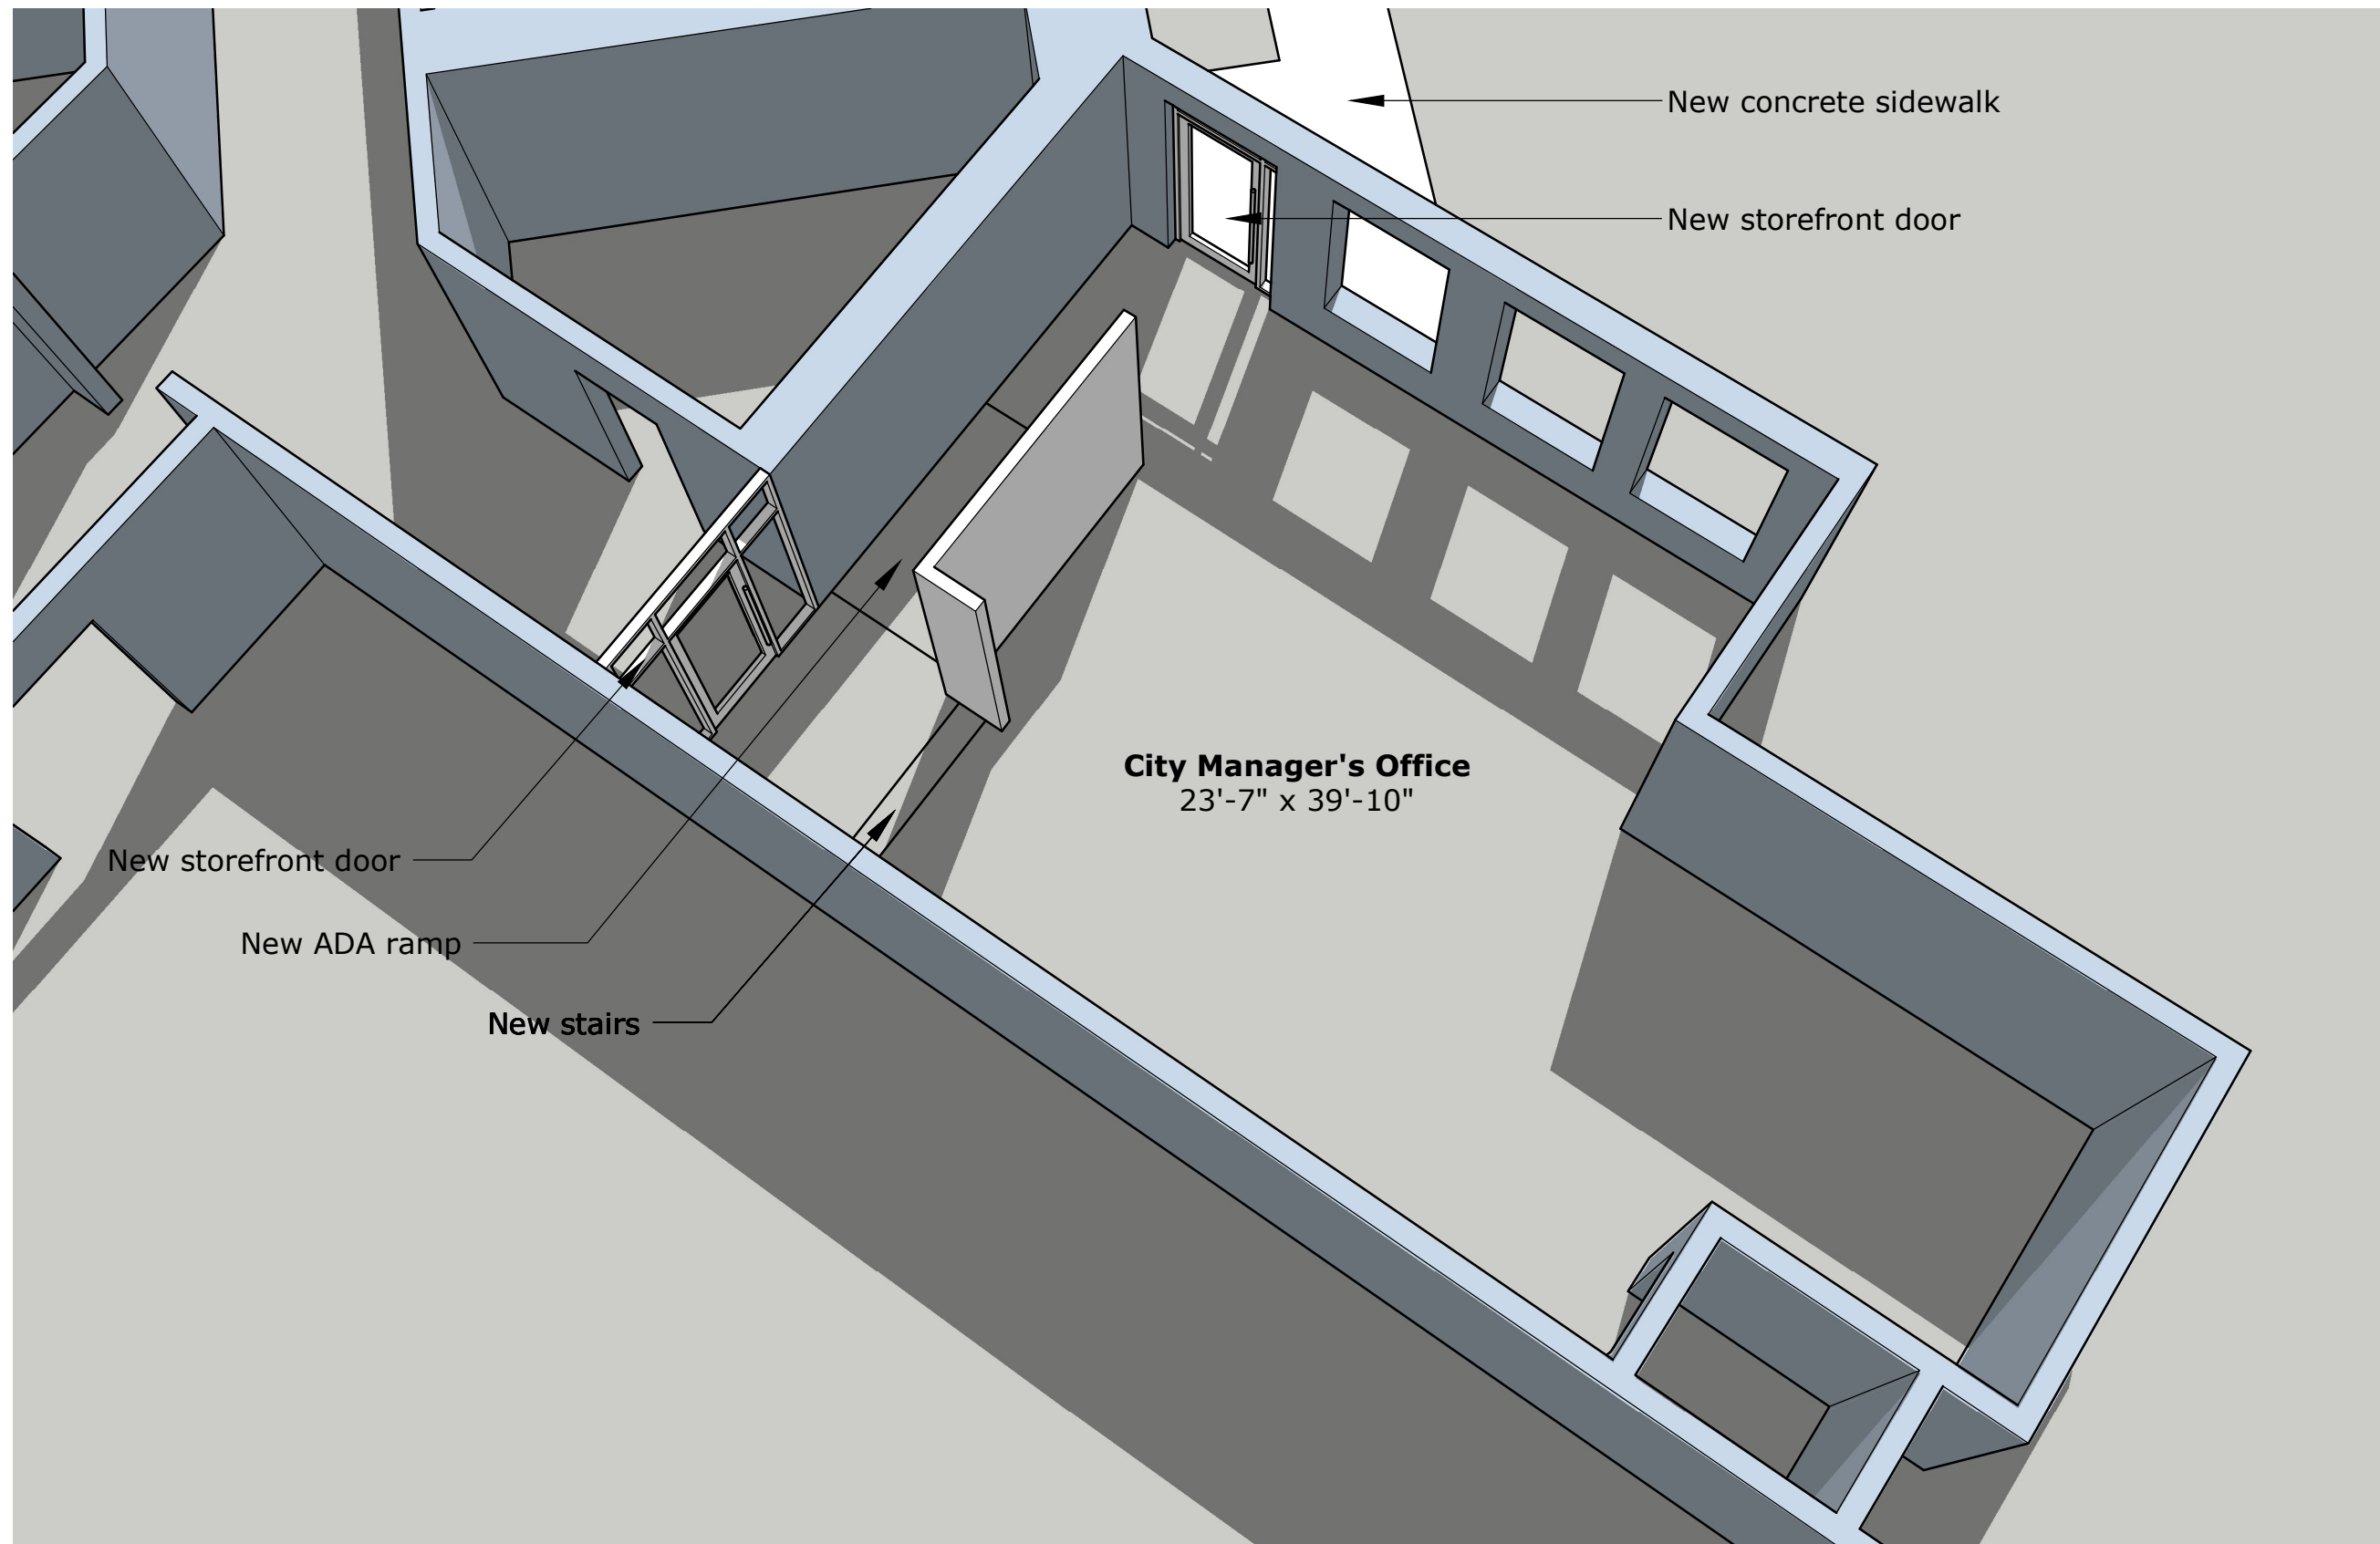 New concrete sidewalk
New storefront door
City Manager's Office
23'-7" x 39'-10"
New storefront door
New ADA ramp
New stairs